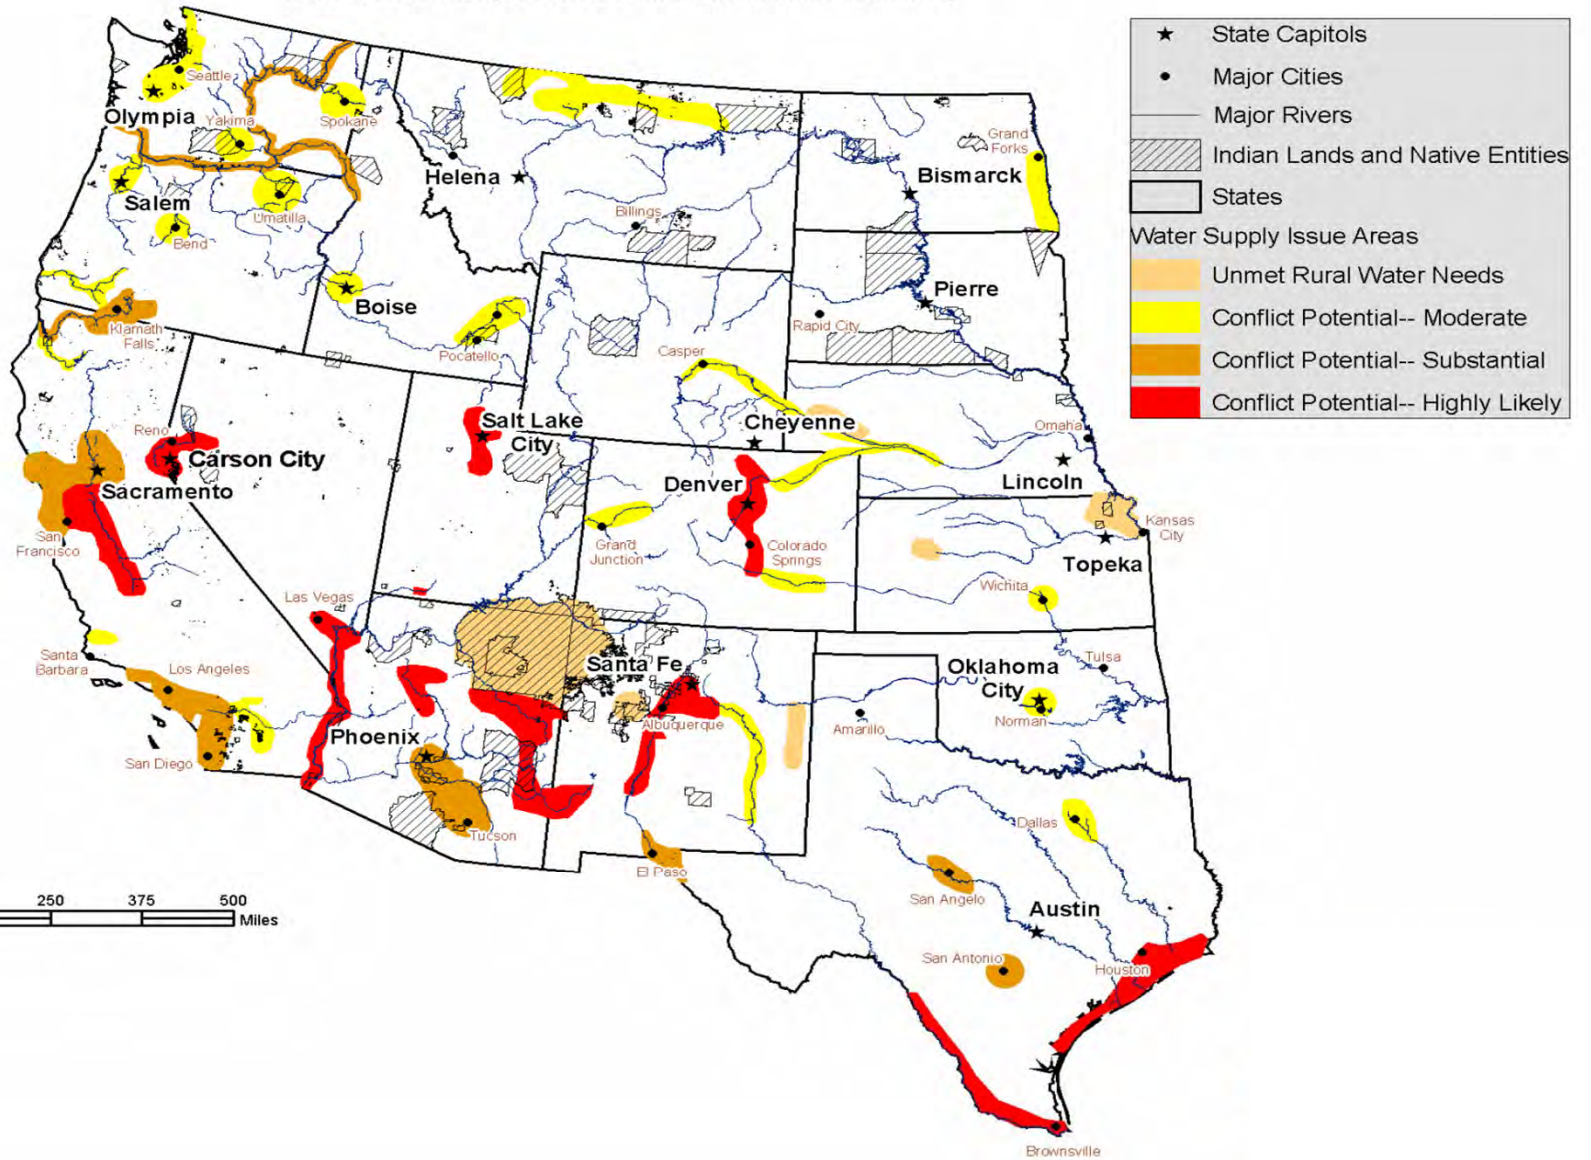 State Capitols
Major Cities
Major Rivers
Indian Lands and Native Entities
States
Water Supply Issue Areas
Unmet Rural Water Needs
Conflict Potential-- Moderate
Conflict Potential-- Substantial
Conflict Potential-- Highly Likely
Seattle
Olympia
Yakima
Spokane
Grand
Forks
Helena
Bismarck
Salem
Umatilla
Billings
Bend
Boise
Pierre
Klamath
Falls
Rapid City
Pocatello
Casper
Reno
Salt Lake
City
Cheyenne
Omaha
Carson City
Sacramento
Denver
Lincoln
San
Francisco
Grand
Junction
Colorado
Springs
Kansas
City
Topeka
Wichita
Las Vegas
Santa
Barbara
Los Angeles
Santa Fe
Oklahoma
City
Tulsa
Norman
Albuquerque
Amarillo
Phoenix
San Diego
Tucson
Dallas
El Paso
San Angelo
Austin
250 375 500
Miles
San Antonio
Houston
Brownsville